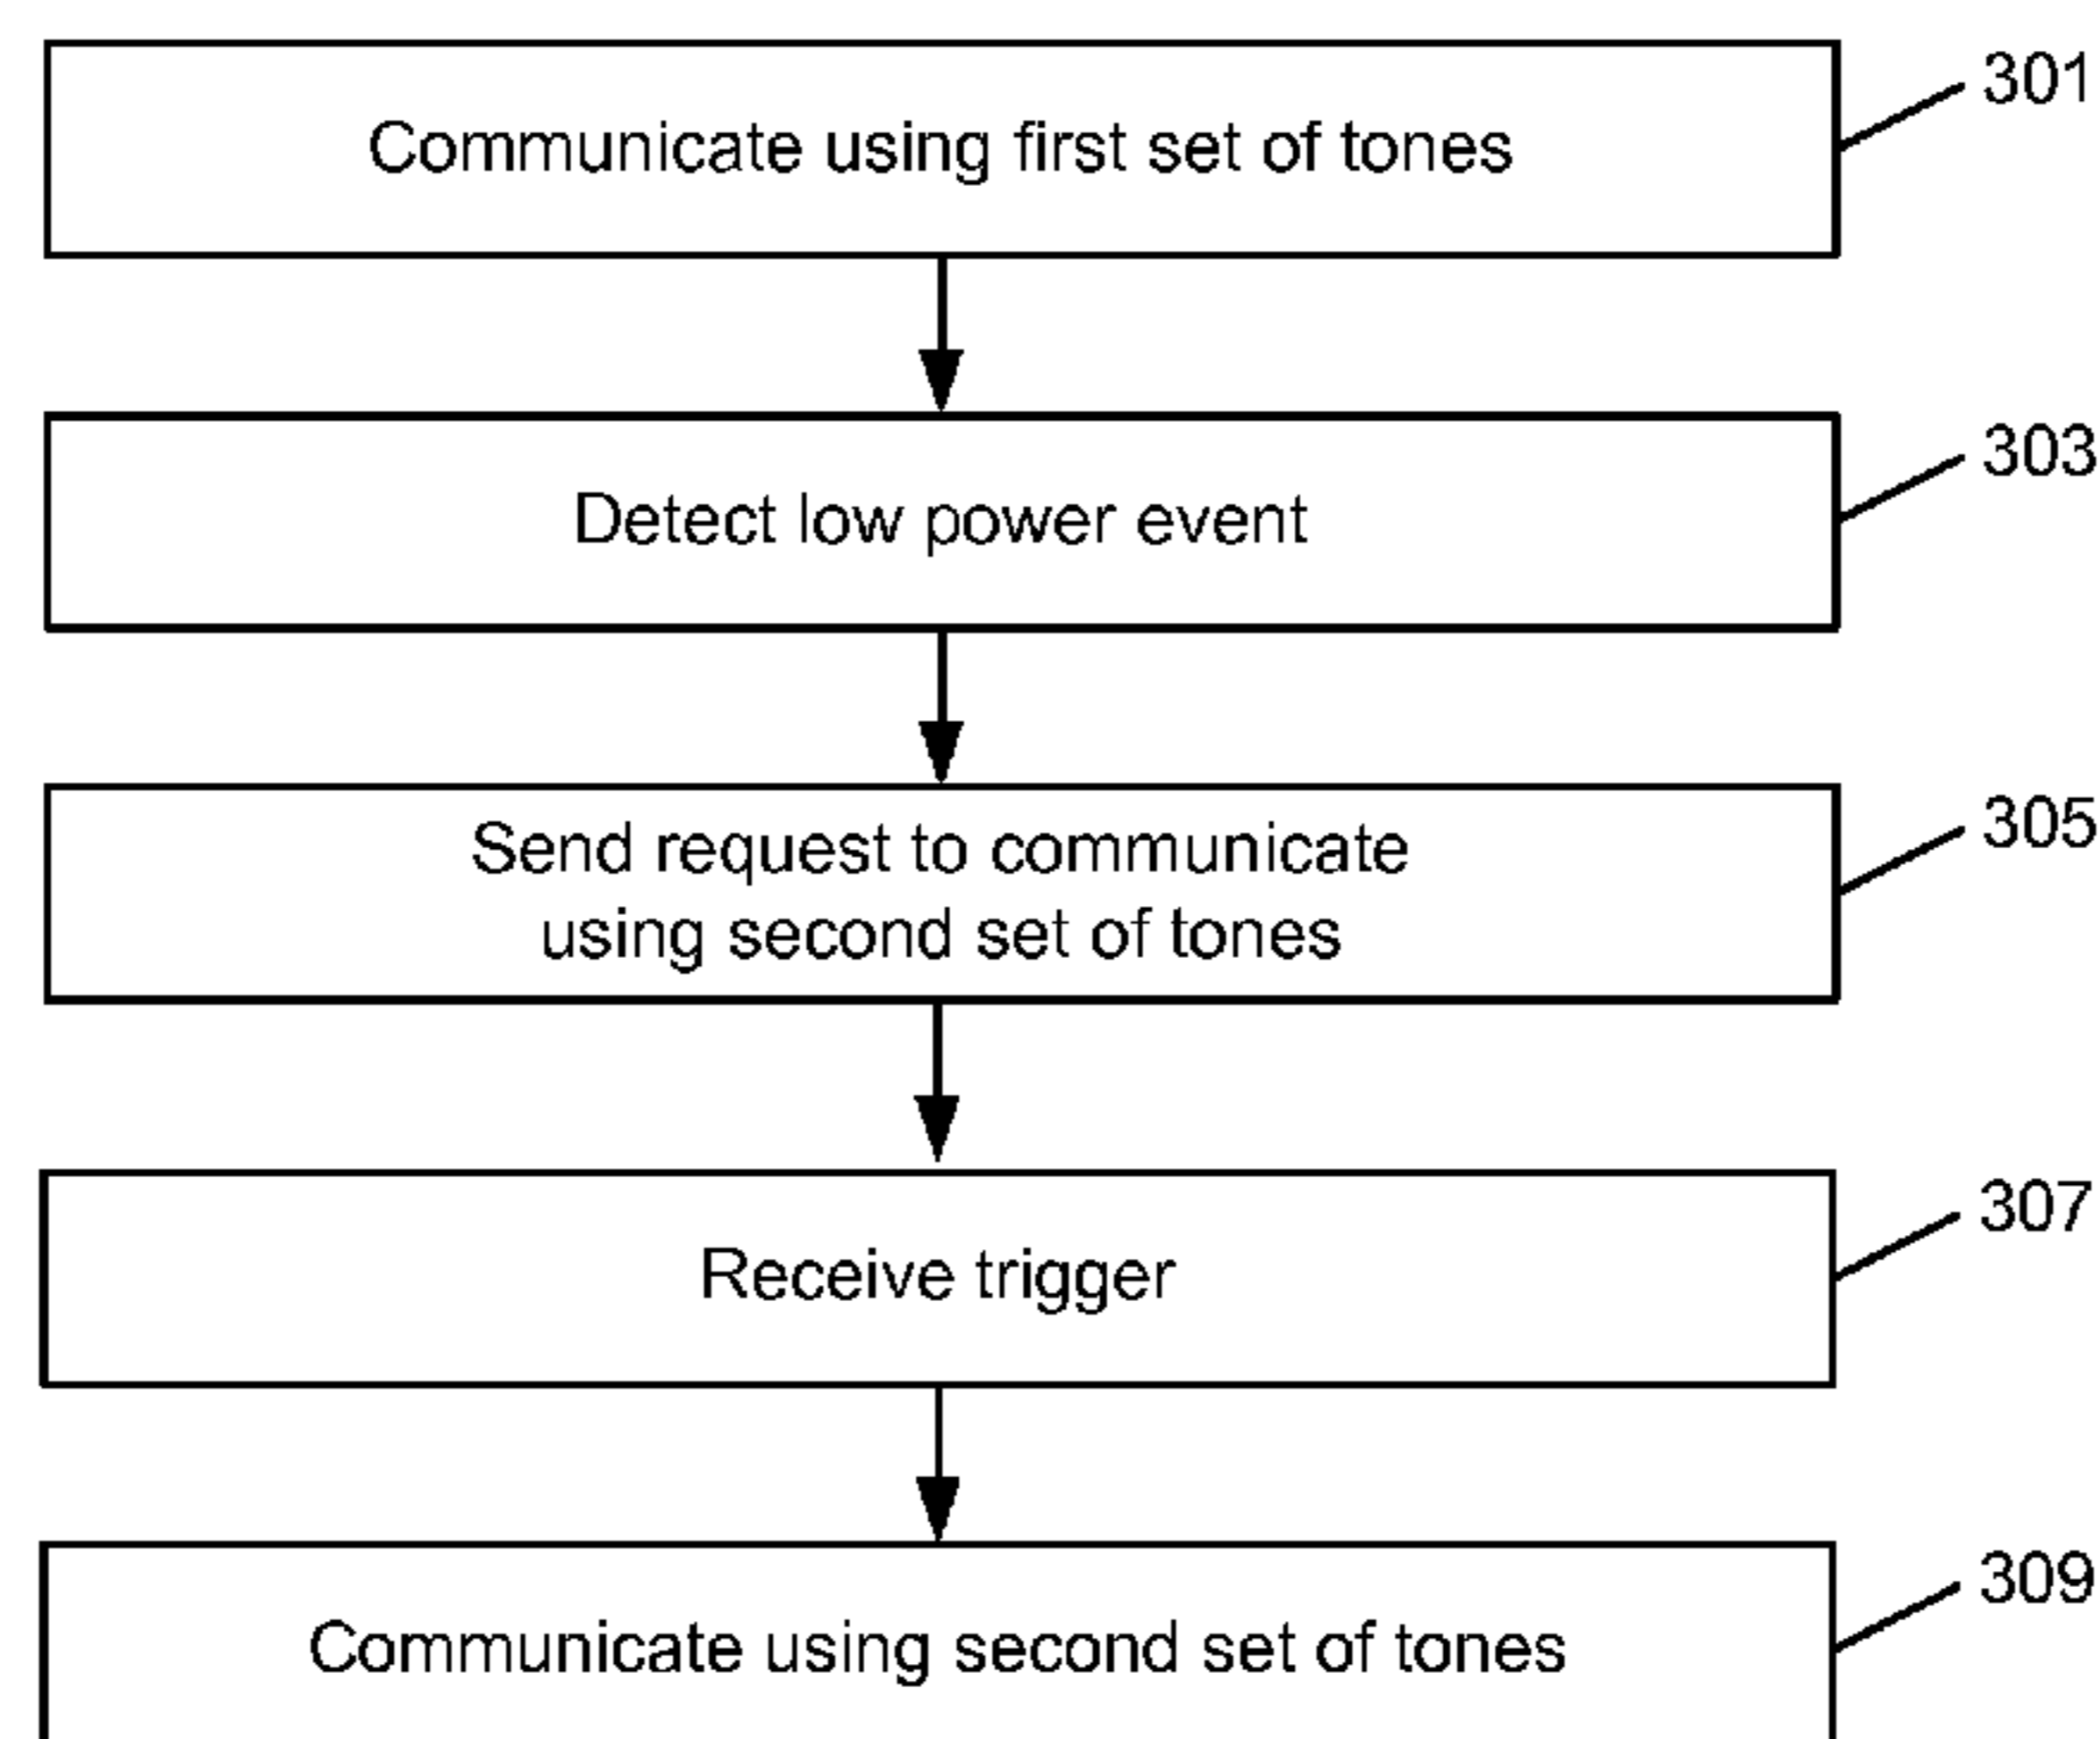 Communicate using first set of tones
301
Detect low power event
303
Send request to communicate
using second set of tones
305
Receive trigger
307
Communicate using second set of tones
309